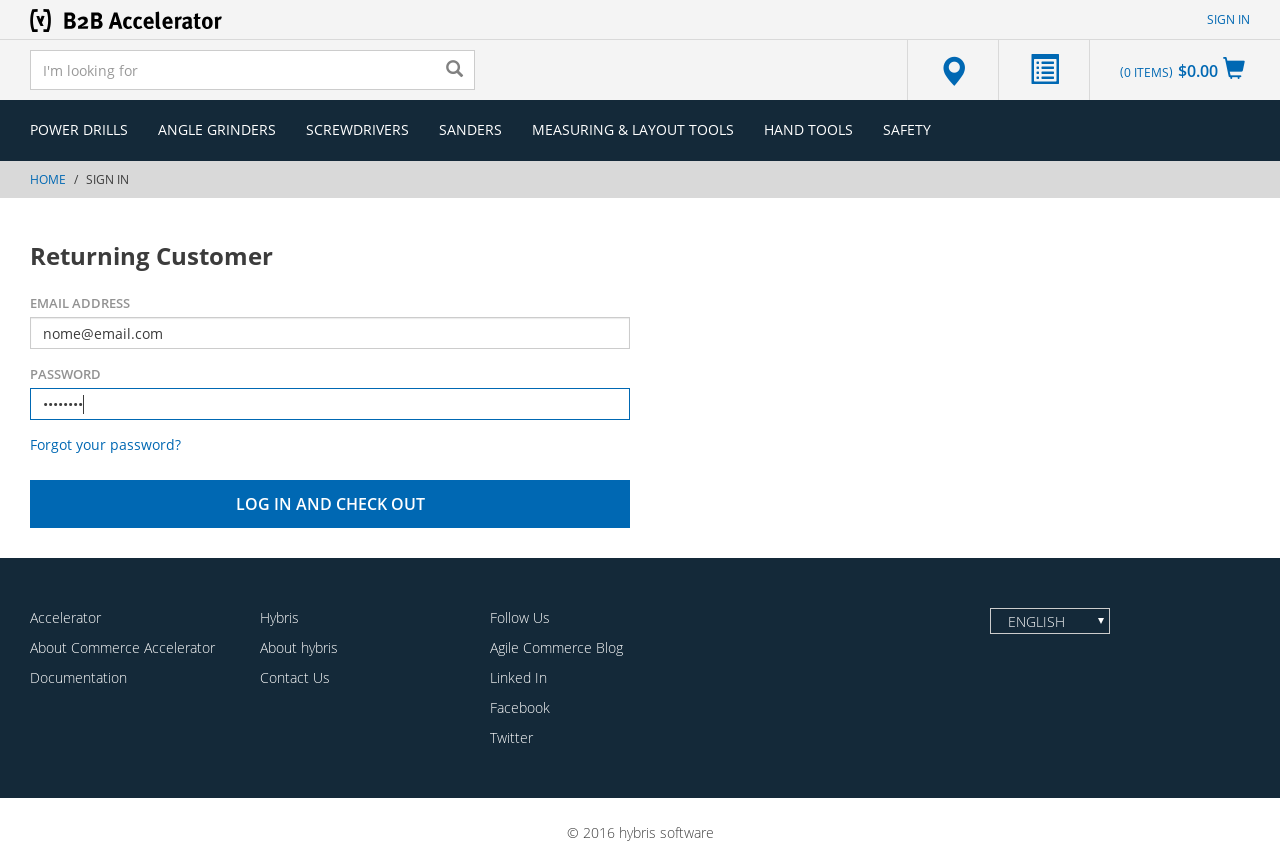 B2B Accelerator
SIGN IN
I'm looking for
(0 ITEMS) $0.00
POWER DRILLS ANGLE GRINDERS SCREWDRIVERS SANDERS MEASURING & LAYOUT TOOLS HAND TOOLS SAFETY
HOME / SIGN IN
Returning Customer
EMAIL ADDRESS
nome@email.com
PASSWORD
••••••••
Forgot your password?
LOG IN AND CHECK OUT
Accelerator
About Commerce Accelerator
Documentation
Hybris
About hybris
Contact Us
Follow Us
Agile Commerce Blog
Linked In
Facebook
Twitter
ENGLISH
© 2016 hybris software